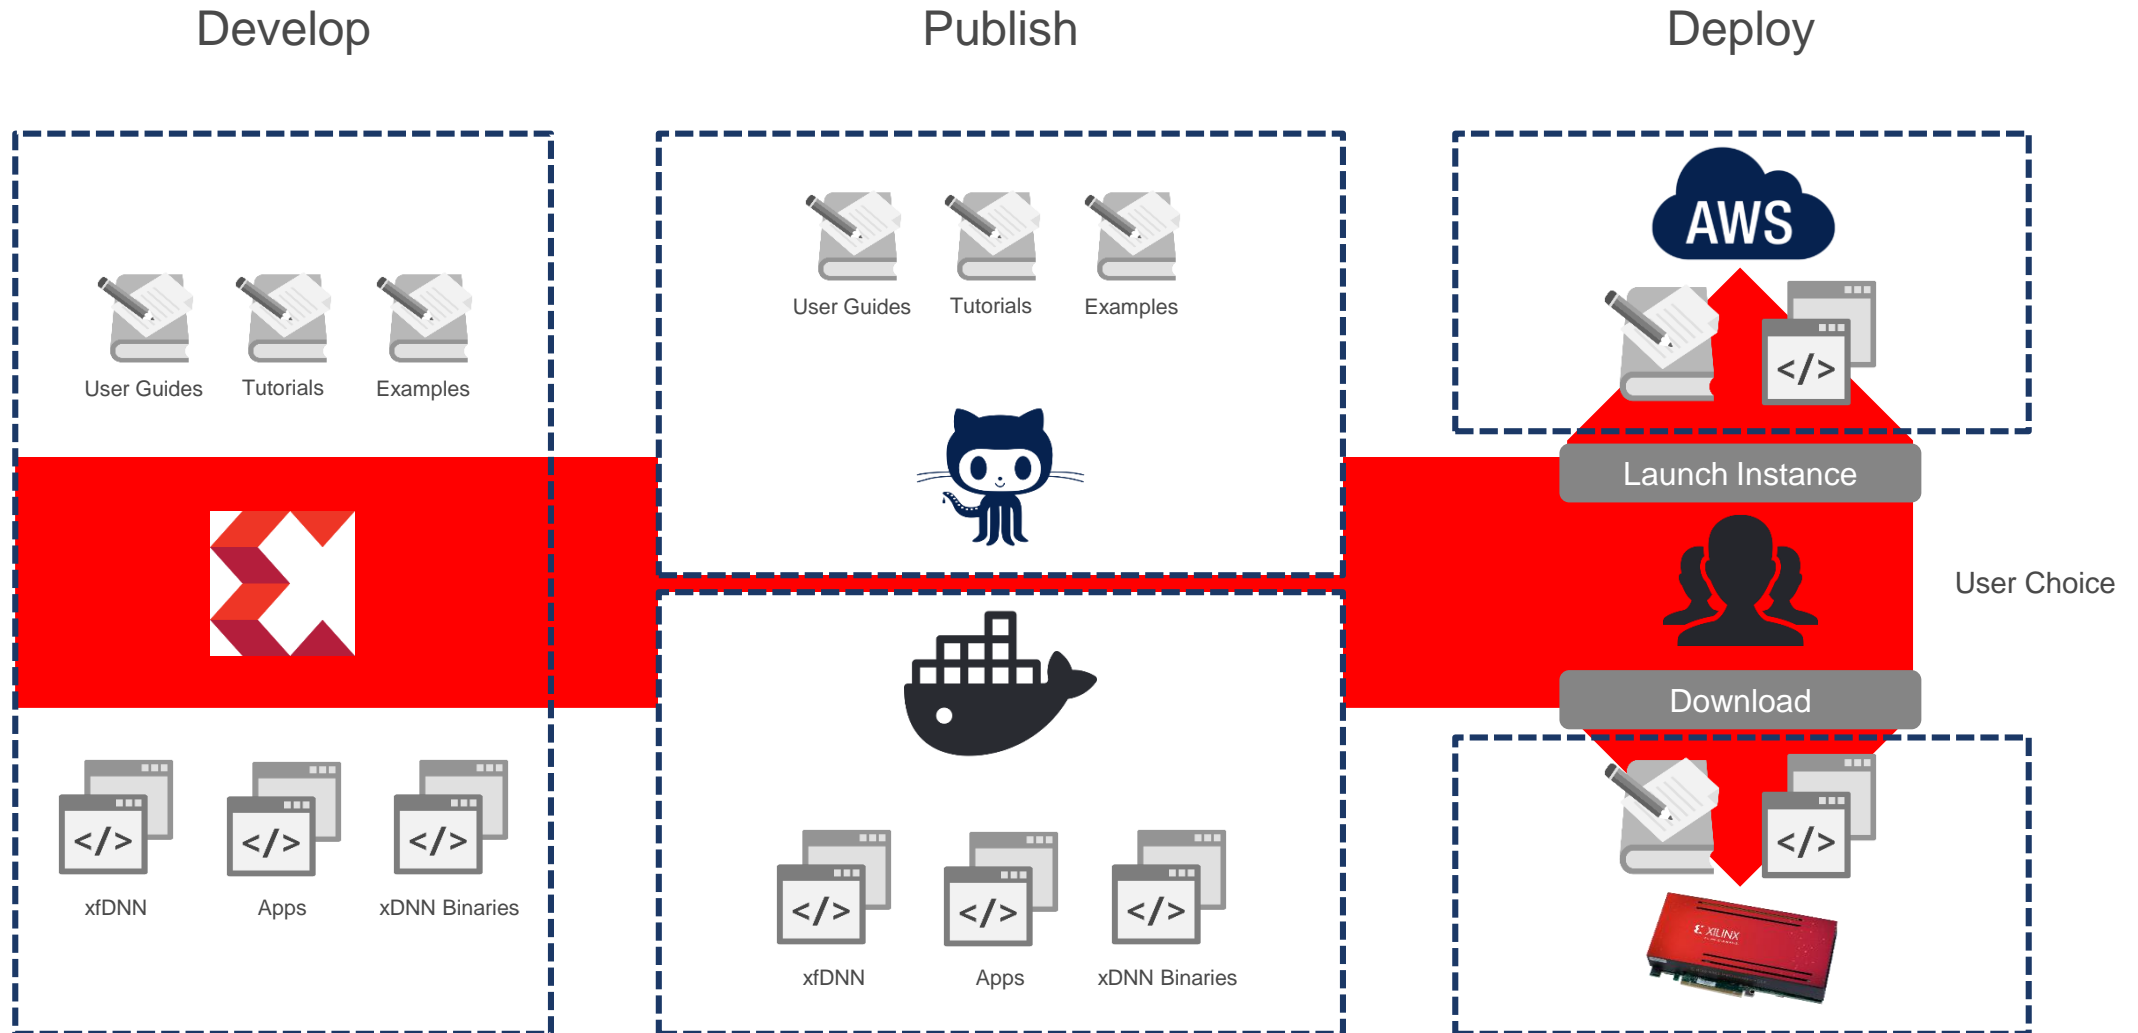 Develop
Publish
Deploy
User Guides
Tutorials
Examples
</>
</>
</>
xfDNN
Apps
xDNN Binaries
User Guides
Tutorials
Examples
</>
</>
</>
xfDNN
Apps
xDNN Binaries
AWS
</>
Launch Instance
User Choice
Download
</>
XILINX